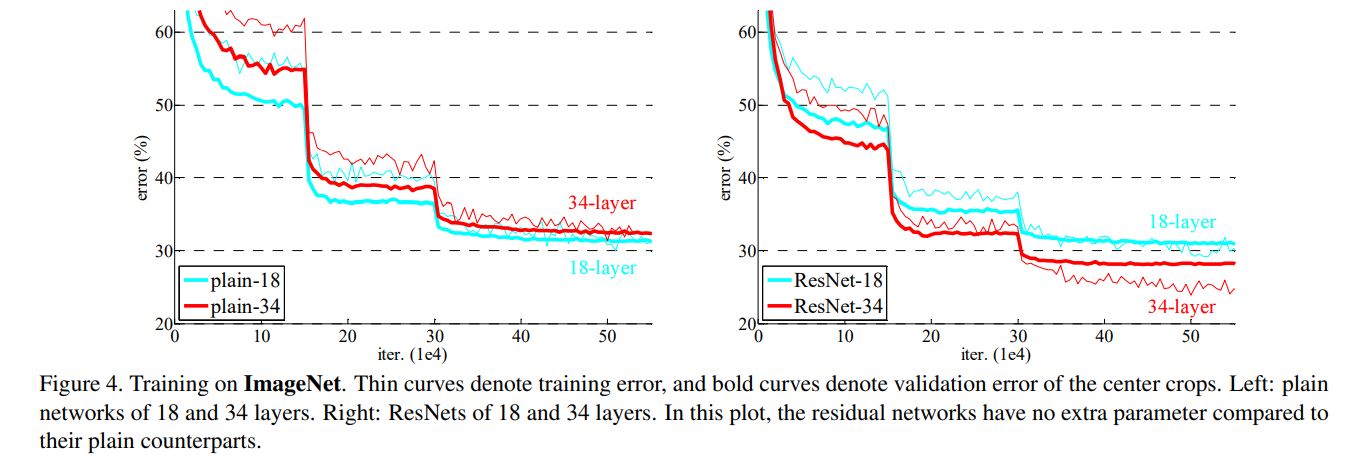 60
50
40
30
20
error (%)
34-layer
18-layer
plain-18
plain-34
0 10 20 30 40 50
iter. (1e4)
60
50
40
30
20
error (%)
18-layer
34-layer
ResNet-18
ResNet-34
0 10 20 30 40 50
iter. (1e4)
Figure 4. Training on ImageNet. Thin curves denote training error, and bold curves denote validation error of the center crops. Left: plain
networks of 18 and 34 layers. Right: ResNets of 18 and 34 layers. In this plot, the residual networks have no extra parameter compared to
their plain counterparts.